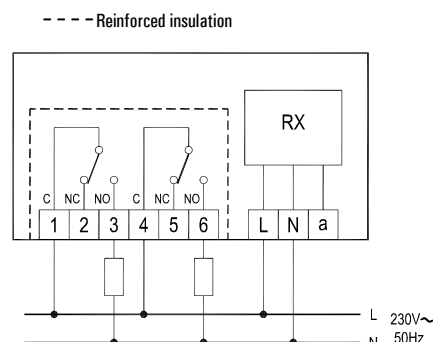 Reinforced insulation
RX
C NC NO C NC NO
1 2 3 4 5 6 L N a
L 230V~
N 50Hz